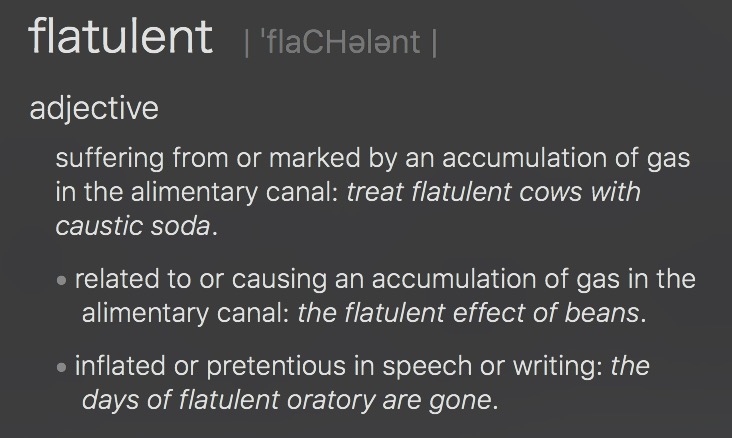 flatulent | ˈflaCHələnt |
adjective
suffering from or marked by an accumulation of gas
in the alimentary canal: treat flatulent cows with
caustic soda.
• related to or causing an accumulation of gas in the
alimentary canal: the flatulent effect of beans.
• inflated or pretentious in speech or writing: the
days of flatulent oratory are gone.